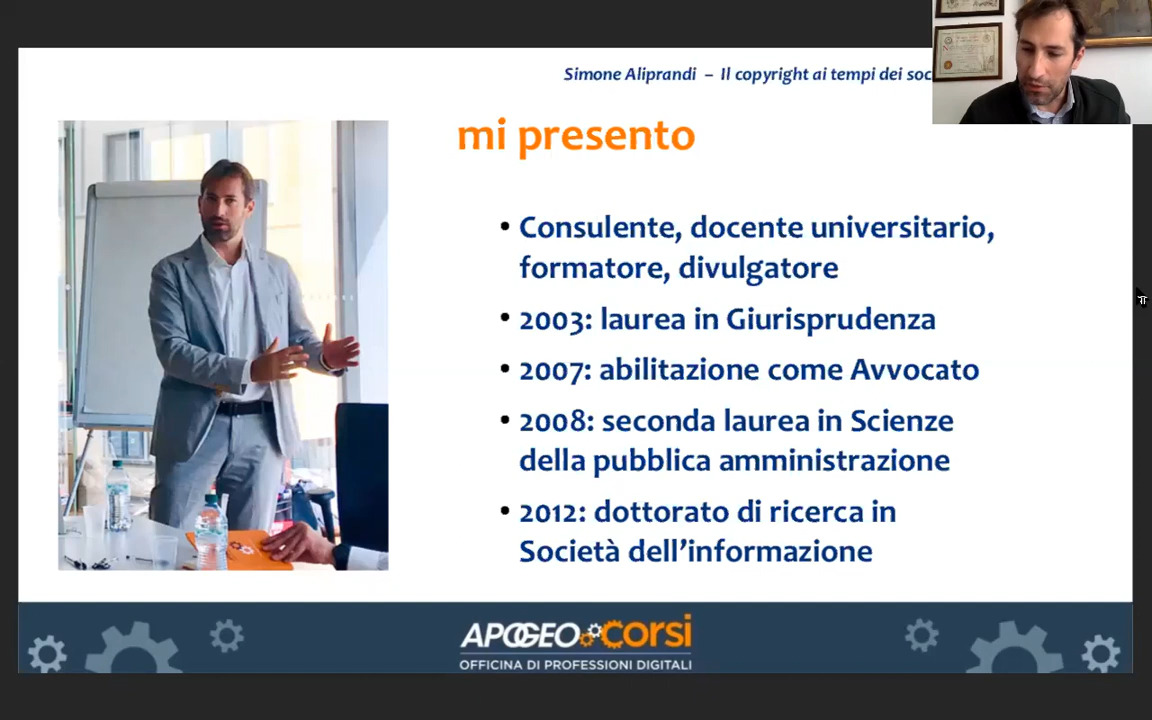 Simone Aliprandi – Il copyright ai tempi dei
mi presento
• Consulente, docente universitario,
formatore, divulgatore
• 2003: laurea in Giurisprudenza
• 2007: abilitazione come Avvocato
• 2008: seconda laurea in Scienze
della pubblica amministrazione
• 2012: dottorato di ricerca in
Società dell’informazione
APOGEO CORSI
OFFICINA DI PROFESSIONI DIGITALI